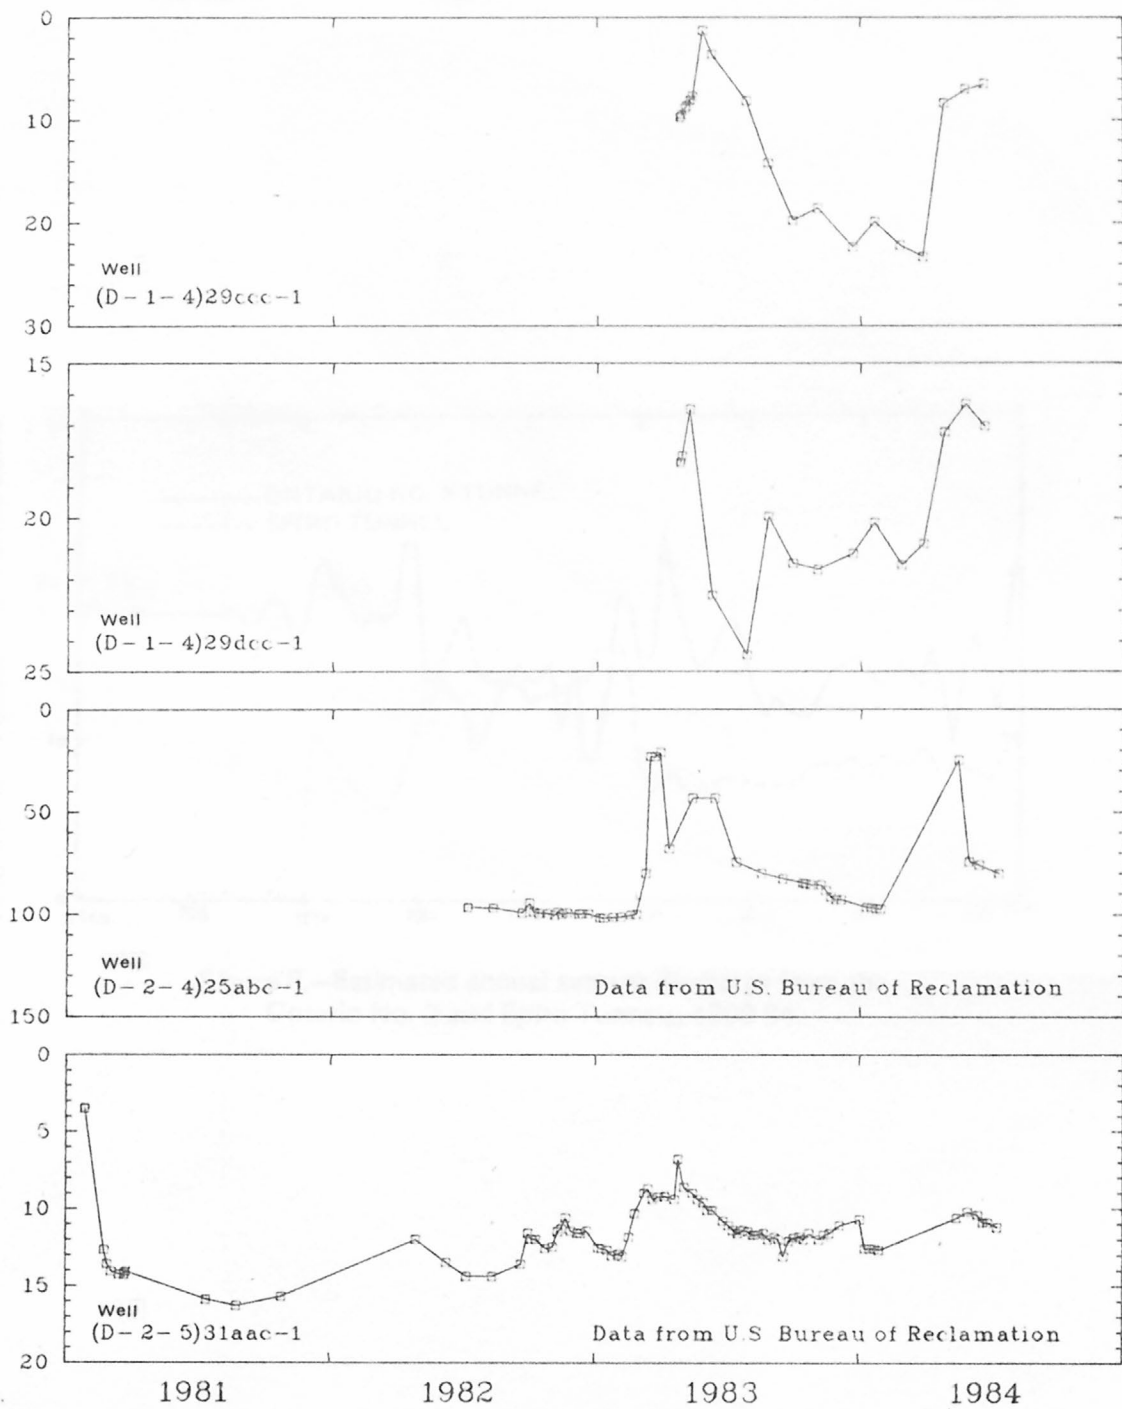 0
10
20
30
Well
(D-1-4)29ccc-1
15
20
25
Well
(D-1-4)29dcc-1
0
50
100
150
Well
(D-2-4)25abc-1
Data from U.S. Bureau of Reclamation
0
5
10
15
20
Well
(D-2-5)31aac-1
Data from U.S Bureau of Reclamation
1981 1982 1983 1984